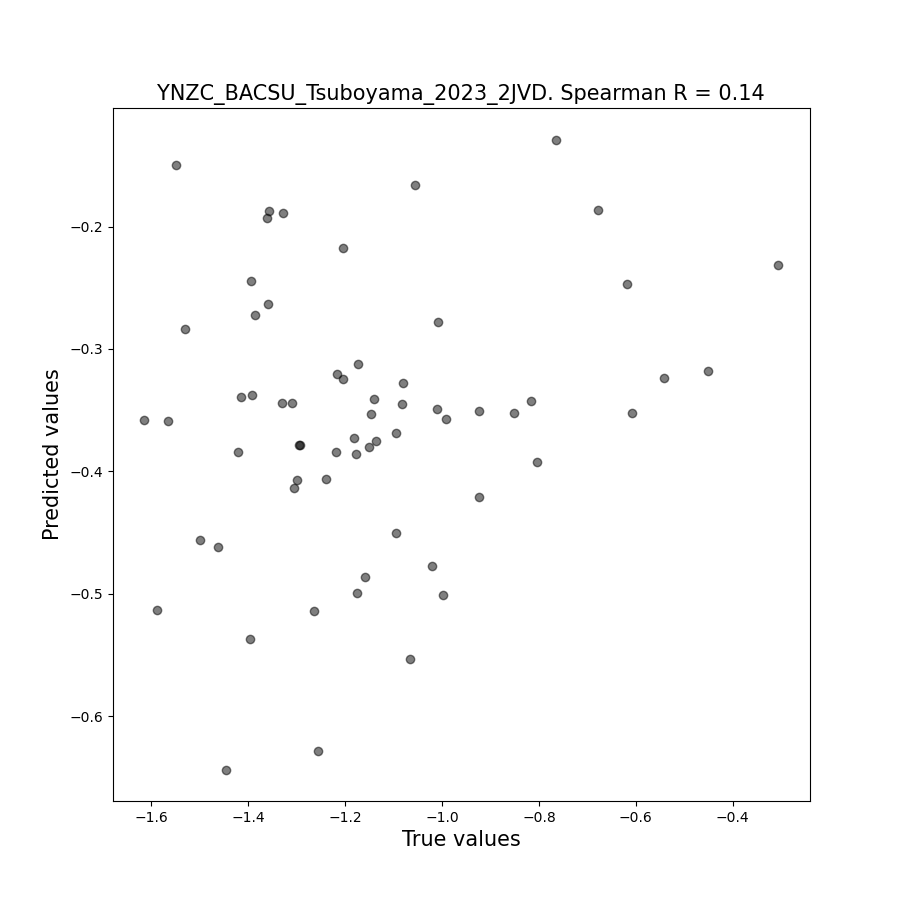 YNZC_BACSU_Tsuboyama_2023_2JVD. Spearman R = 0.14
Predicted values
−0.2
−0.3
−0.4
−0.5
−0.6
−1.6 −1.4 −1.2 −1.0 −0.8 −0.6 −0.4
True values